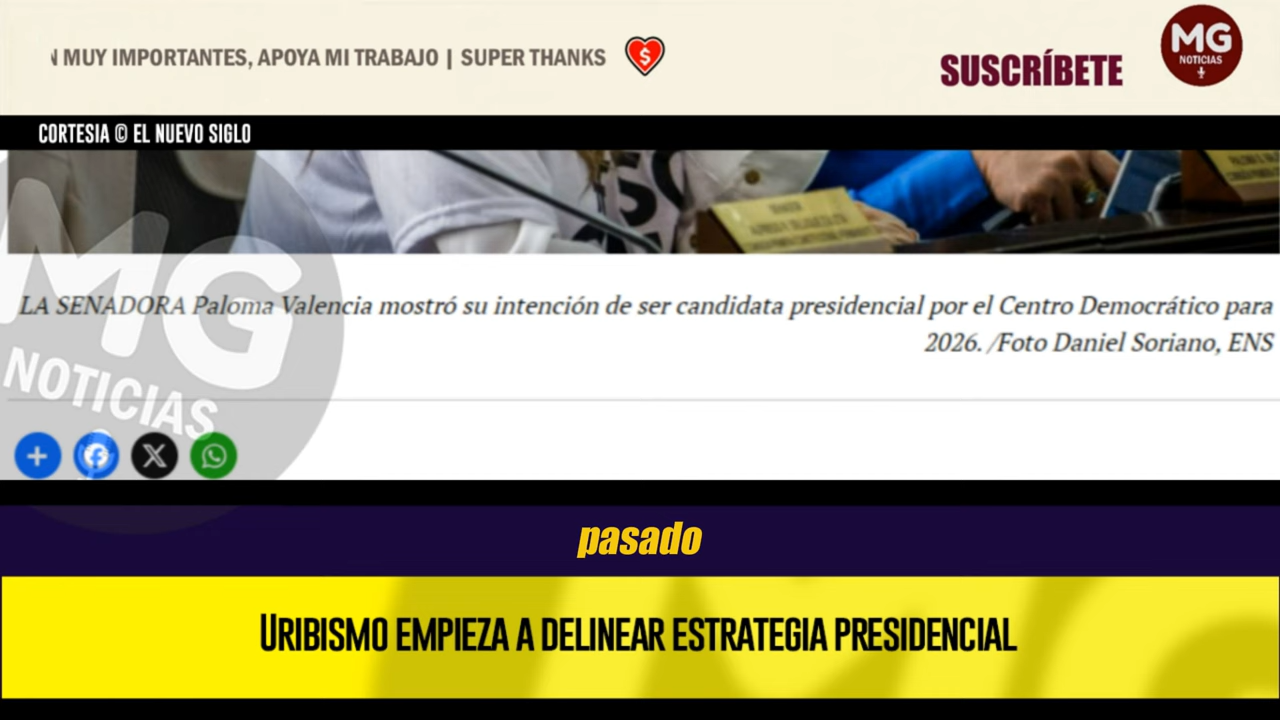 N MUY IMPORTANTES, APOYA MI TRABAJO | SUPER THANKS
$
SUSCRÍBETE
MG
NOTICIAS
CORTESIA © EL NUEVO SIGLO
MG
NOTICIAS
LA SENADORA Paloma Valencia mostró su intención de ser candidata presidencial por el Centro Democrático para
2026. /Foto Daniel Soriano, ENS
pasado
URIBISMO EMPIEZA A DELINEAR ESTRATEGIA PRESIDENCIAL